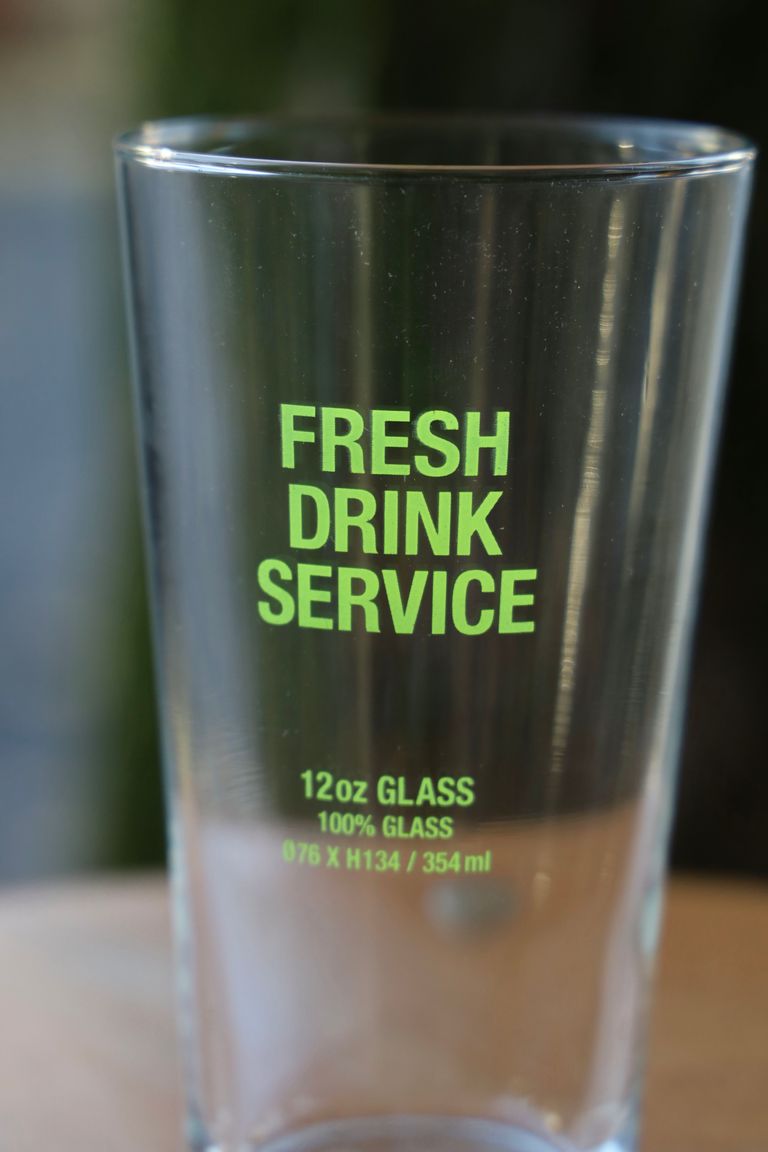 FRESH
DRINK
SERVICE
12oz GLASS
100% GLASS
Ø76 X H134 / 354ml